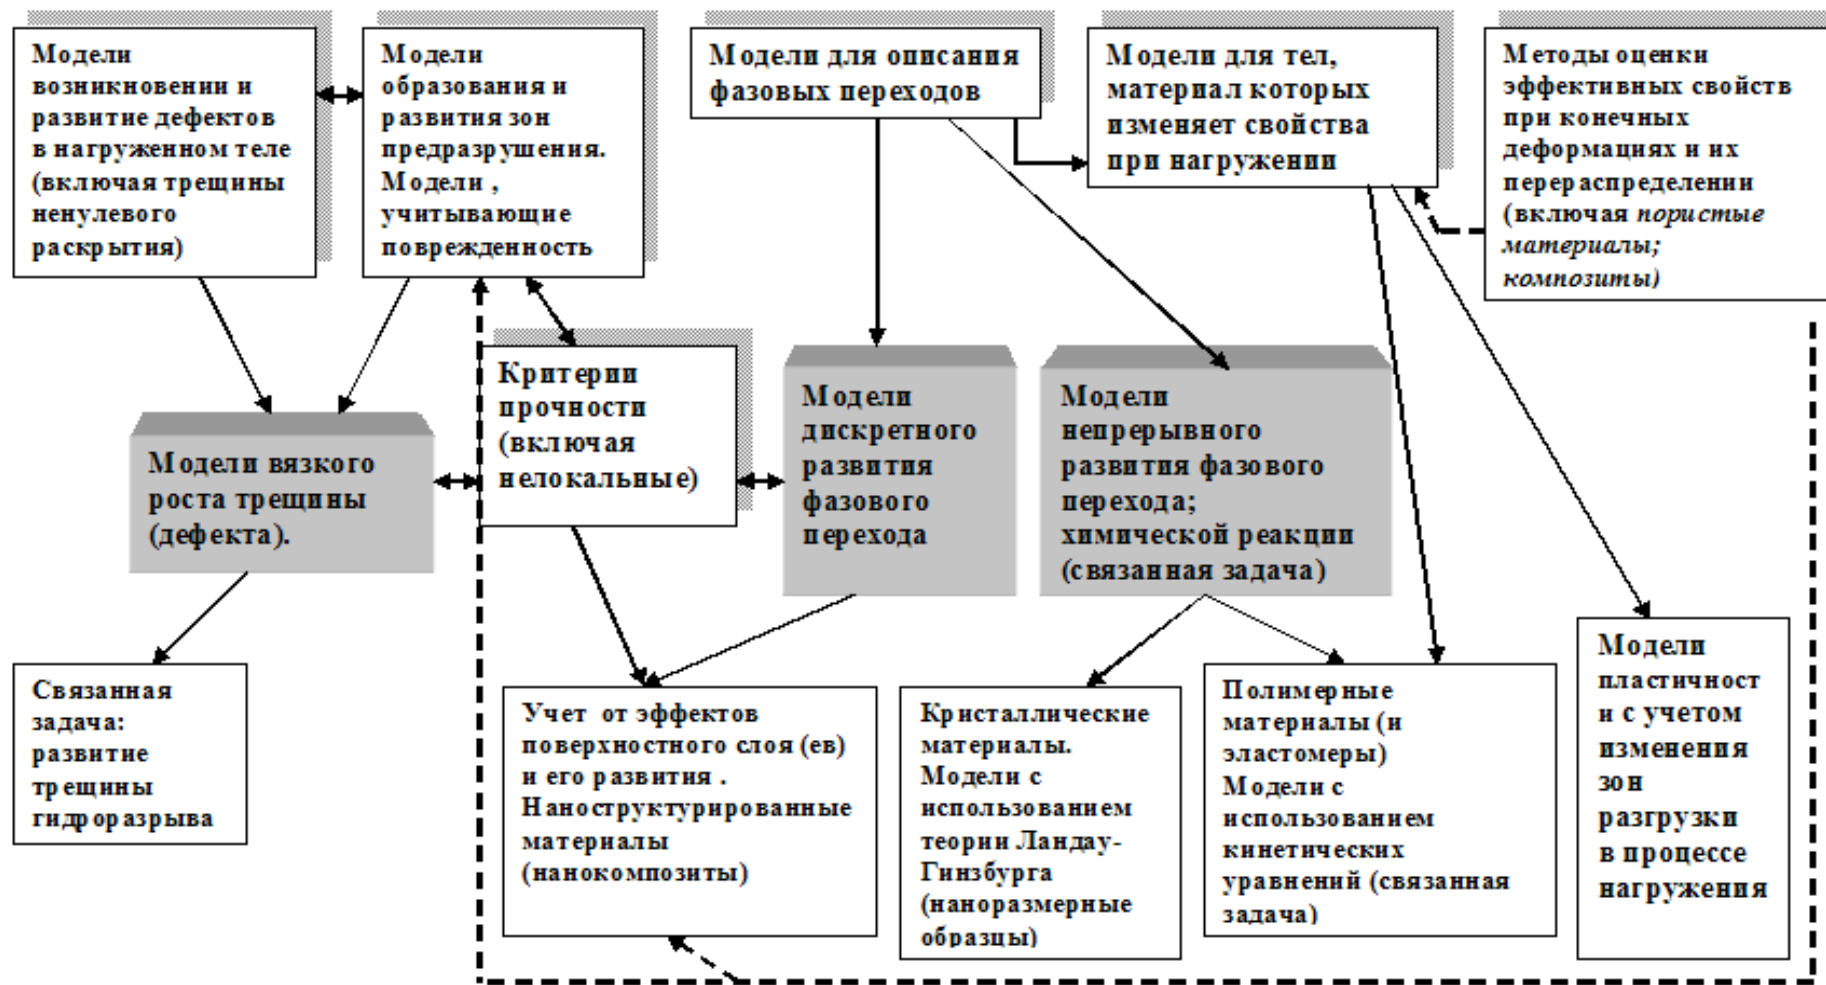 Модели
возникновении и
развитие дефектов
в нагруженном теле
(включая трещины
ненулевого
раскрытия)
Модели
образования и
развития зон
предразрушения.
Модели ,
учитывающие
поврежденность
Модели для описания
фазовых переходов
Модели для тел,
материал которых
изменяет свойства
при нагружении
Методы оценки
эффективных свойств
при конечных
деформациях и их
перераспределении
(включая пористые
материалы;
композиты)
Модели вязкого
роста трещины
(дефекта).
Критерии
прочности
(включая
нелокальные)
Модели
дискретного
развития
фазового
перехода
Модели
непрерывного
развития фазового
перехода;
химической реакции
(связанная задача)
Связанная
задача:
развитие
трещины
гидроразрыва
Учет от эффектов
поверхностного слоя (ев)
и его развития .
Наноструктурированные
материалы
(нанокомпозиты)
Кристаллические
материалы.
Модели с
использованием
теории Ландау-
Гинзбурга
(наноразмерные
образцы)
Полимерные
материалы (и
эластомеры)
Модели с
использованием
кинетических
уравнений (связанная
задача)
Модели
пластичност
и с учетом
изменения
зон
разгрузки
в процессе
нагружения